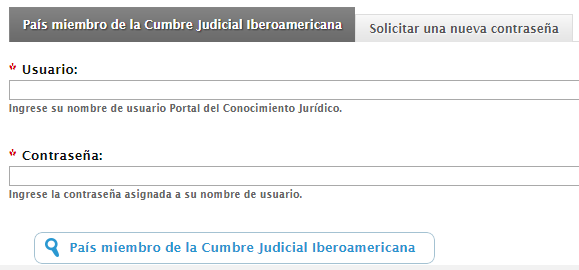 País miembro de la Cumbre Judicial Iberoamericana
Solicitar una nueva contraseña
* Usuario:
Ingrese su nombre de usuario Portal del Conocimiento Jurídico.
* Contraseña:
Ingrese la contraseña asignada a su nombre de usuario.
País miembro de la Cumbre Judicial Iberoamericana